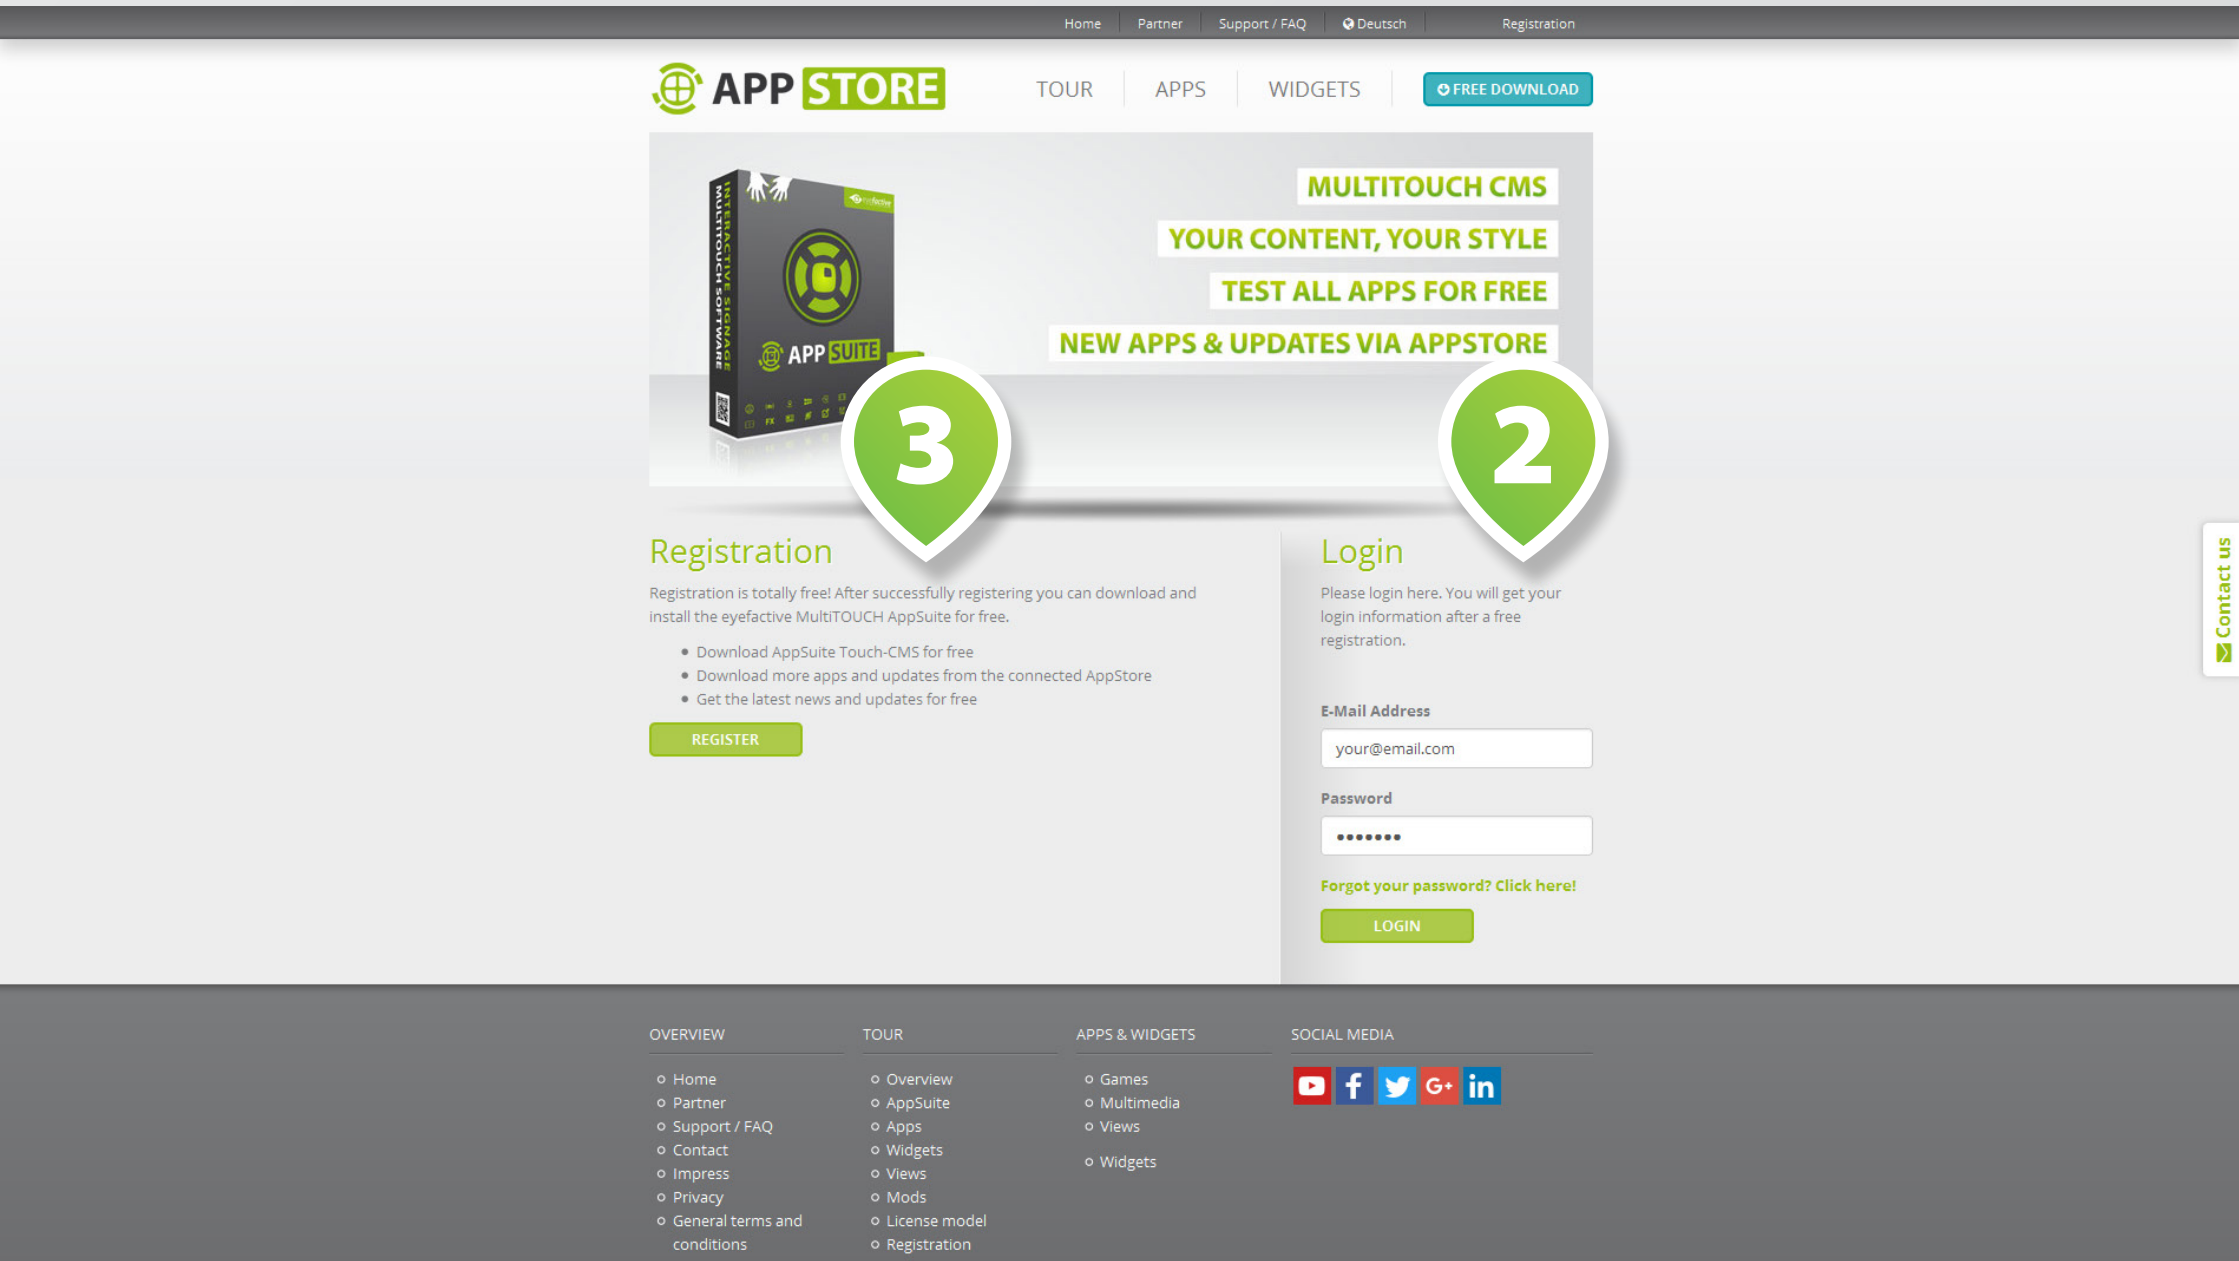 Home Partner Support / FAQ Deutsch Registration
APP STORE TOUR APPS WIDGETS FREE DOWNLOAD
INTERACTIVE SIGNAGE
MULTITOUCH SOFTWARE
eyefactive
APP SUITE
FX
MULTITOUCH CMS
YOUR CONTENT, YOUR STYLE
TEST ALL APPS FOR FREE
NEW APPS & UPDATES VIA APPSTORE
3
2
Registration
Registration is totally free! After successfully registering you can download and
install the eyefactive MultiTOUCH AppSuite for free.
Download AppSuite Touch-CMS for free
Download more apps and updates from the connected AppStore
Get the latest news and updates for free
REGISTER
Login
Please login here. You will get your
login information after a free
registration.
E-Mail Address
your@email.com
Password
•••••••
Forgot your password? Click here!
LOGIN
Contact us
OVERVIEW
Home
Partner
Support / FAQ
Contact
Impress
Privacy
General terms and
conditions
TOUR
Overview
AppSuite
Apps
Widgets
Views
Mods
License model
Registration
APPS & WIDGETS
Games
Multimedia
Views
Widgets
SOCIAL MEDIA
f G+ in